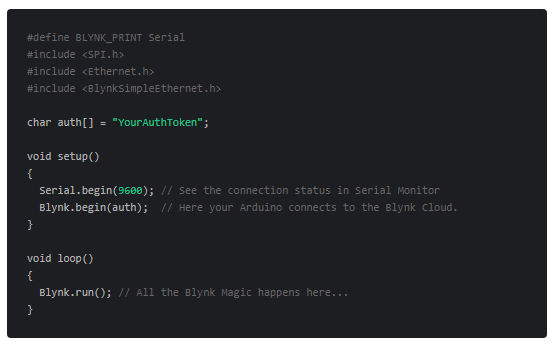 #define BLYNK_PRINT Serial
#include <SPI.h>
#include <Ethernet.h>
#include <BlynkSimpleEthernet.h>
char auth[] = "YourAuthToken";
void setup()
{
Serial.begin(9600); // See the connection status in Serial Monitor
Blynk.begin(auth);  // Here your Arduino connects to the Blynk Cloud.
}
void loop()
{
Blynk.run(); // All the Blynk Magic happens here...
}